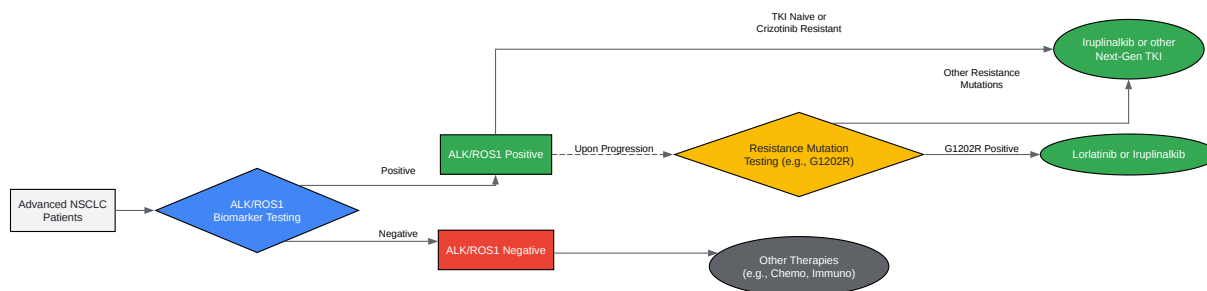 TKI Naive or
Crizotinib Resistant
Iruplinalkib or other
Next-Gen TKI
Other Resistance
Mutations
ALK/ROS1 Positive
Upon Progression
Resistance Mutation
Testing (e.g., G1202R)
G1202R Positive
Lorlatinib or Iruplinalkib
Positive
Advanced NSCLC
Patients
ALK/ROS1
Biomarker Testing
Negative
ALK/ROS1 Negative
Other Therapies
(e.g., Chemo, Immuno)